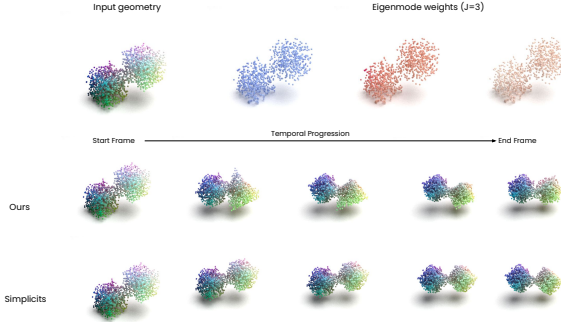 Input geometry
Eigenmode weights (J=3)
Temporal Progression
Start Frame
End Frame
Ours
Simplicits